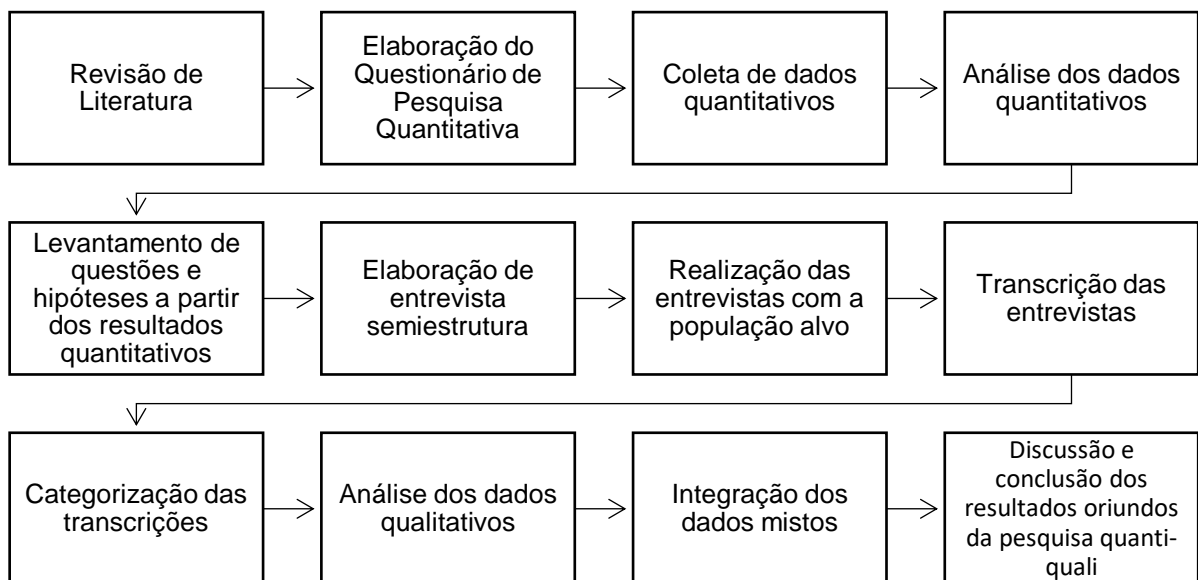 Revisão de
Literatura
Elaboração do
Questionário de
Pesquisa
Quantitativa
Coleta de dados
quantitativos
Análise dos dados
quantitativos
Levantamento de
questões e
hipóteses a partir
dos resultados
quantitativos
Elaboração de
entrevista
semiestrutura
Realização das
entrevistas com a
população alvo
Transcrição das
entrevistas
Categorização das
transcrições
Análise dos dados
qualitativos
Integração dos
dados mistos
Discussão e
conclusão dos
resultados oriundos
da pesquisa quanti-
quali